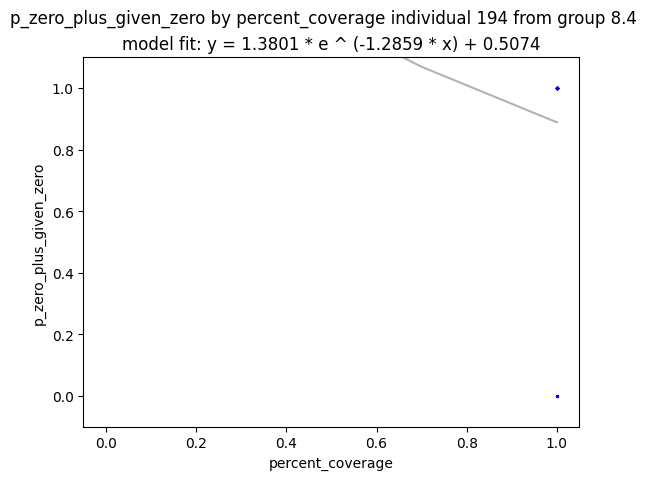 p_zero_plus_given_zero by percent_coverage individual 194 from group 8.4
model fit: y = 1.3801 * e ^ (-1.2859 * x) + 0.5074
1.0
0.8
0.6
0.4
0.2
0.0
p_zero_plus_given_zero
0.0 0.2 0.4 0.6 0.8 1.0
percent_coverage